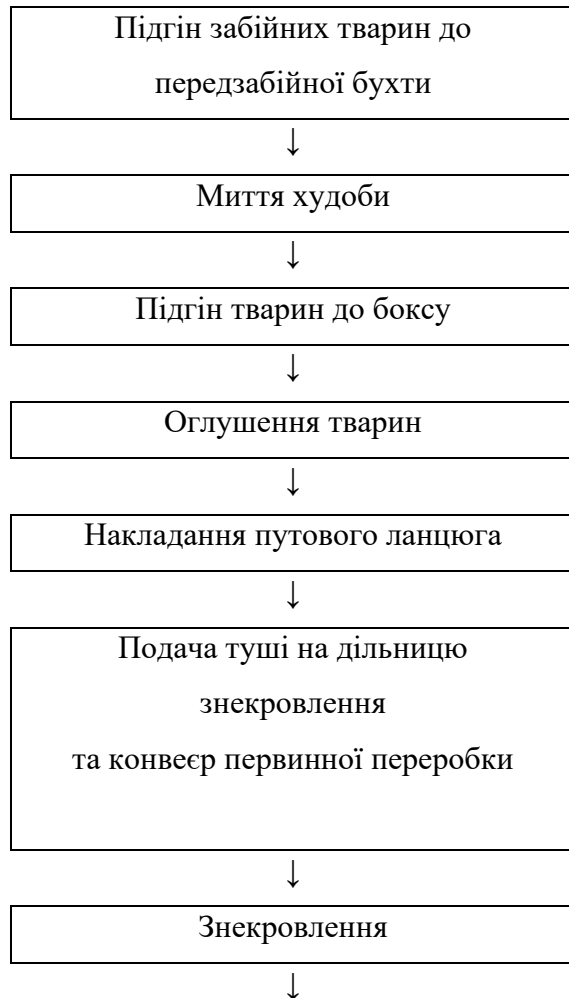 Підгін забійних тварин до
передзабійної бухти
↓
Миття худоби
↓
Підгін тварин до боксу
↓
Оглушення тварин
↓
Накладання путового ланцюга
↓
Подача туші на дільницю
знекровлення
та конвеєр первинної переробки
↓
Знекровлення
↓